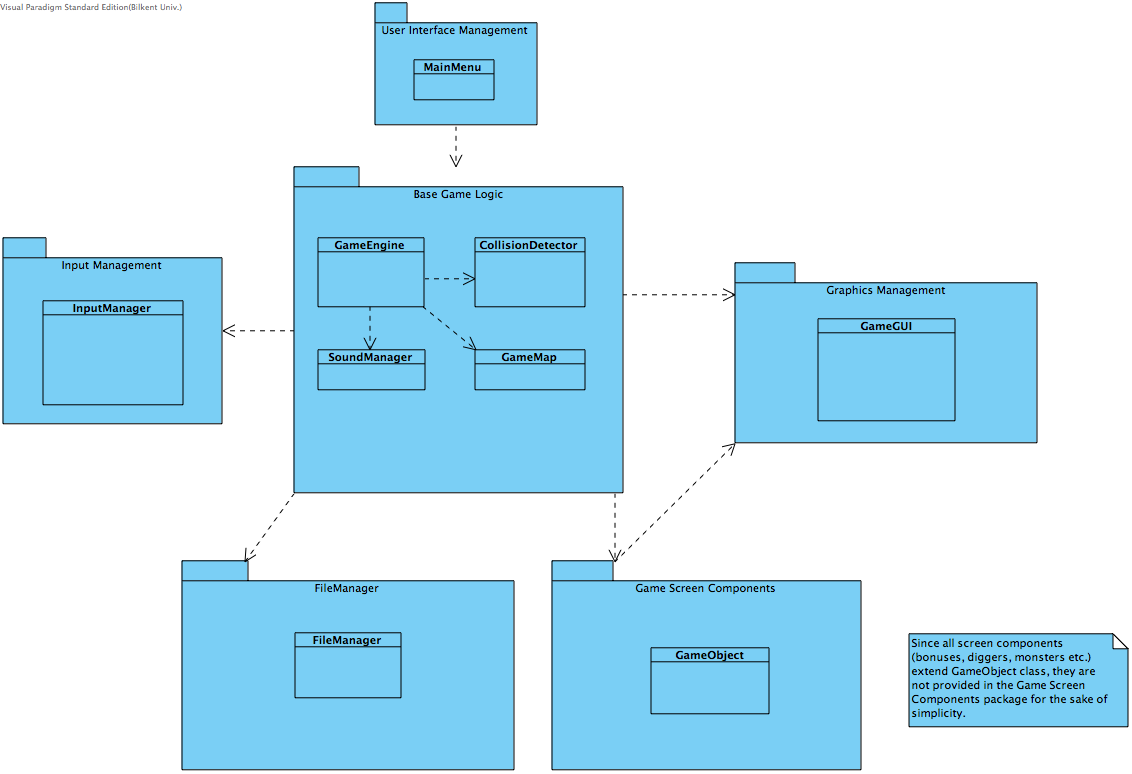 Visual Paradigm Standard Edition(Bilkent Univ.)
User Interface Management
MainMenu
Base Game Logic
GameEngine
CollisionDetector
SoundManager
GameMap
Input Management
InputManager
Graphics Management
GameGUI
FileManager
FileManager
Game Screen Components
GameObject
Since all screen components
(bonuses, diggers, monsters etc.)
extend GameObject class, they are
not provided in the Game Screen
Components package for the sake of
simplicity.